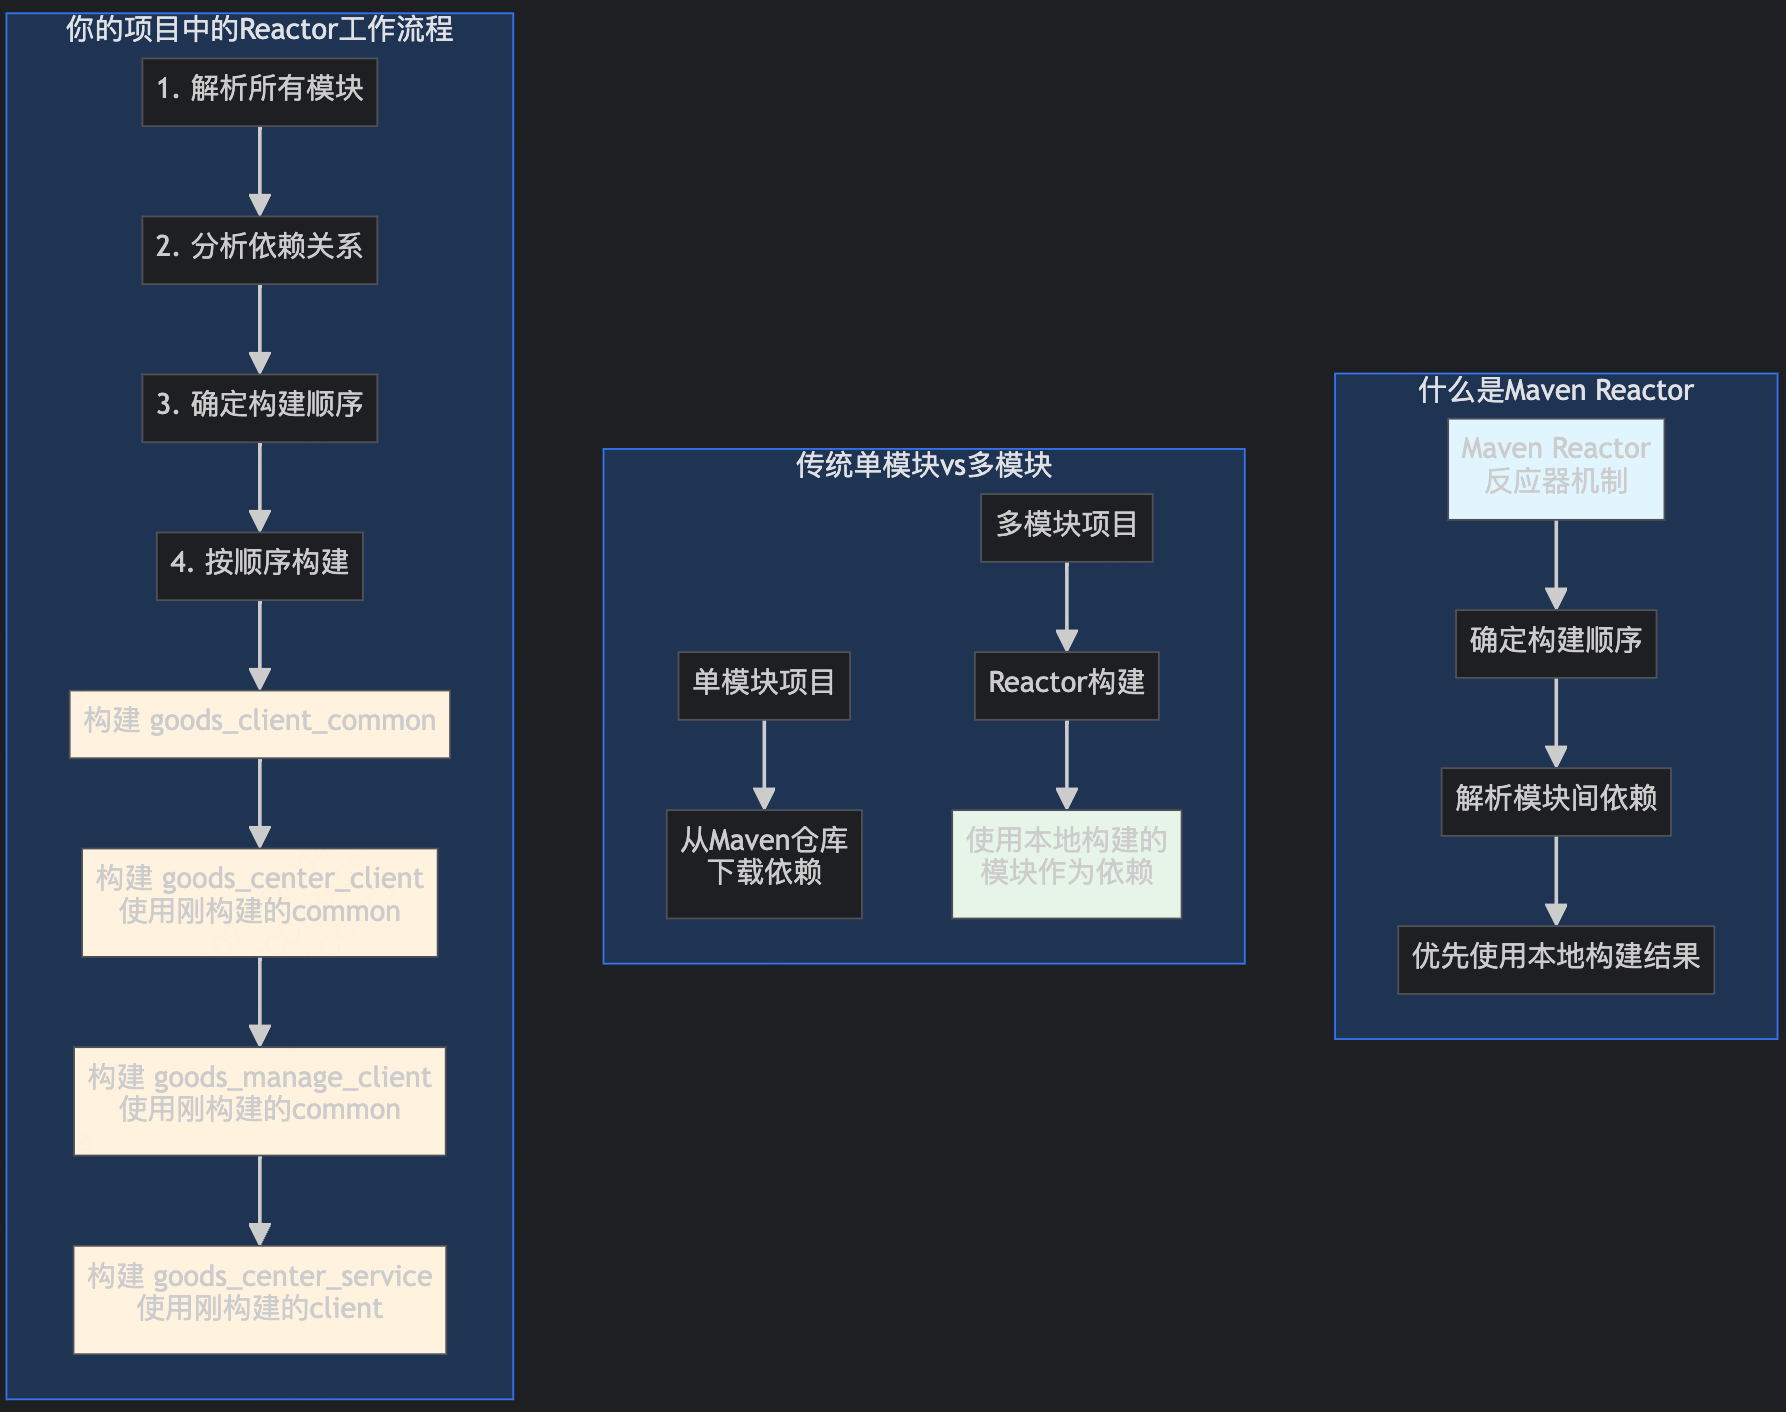 你的项目中的Reactor工作流程
1. 解析所有模块
2. 分析依赖关系
3. 确定构建顺序
4. 按顺序构建
构建 goods_client_common
构建 goods_center_client
使用刚构建的common
构建 goods_manage_client
使用刚构建的common
构建 goods_center_service
使用刚构建的client
传统单模块vs多模块
多模块项目
单模块项目
Reactor构建
从Maven仓库
下载依赖
使用本地构建的
模块作为依赖
什么是Maven Reactor
Maven Reactor
反应器机制
确定构建顺序
解析模块间依赖
优先使用本地构建结果